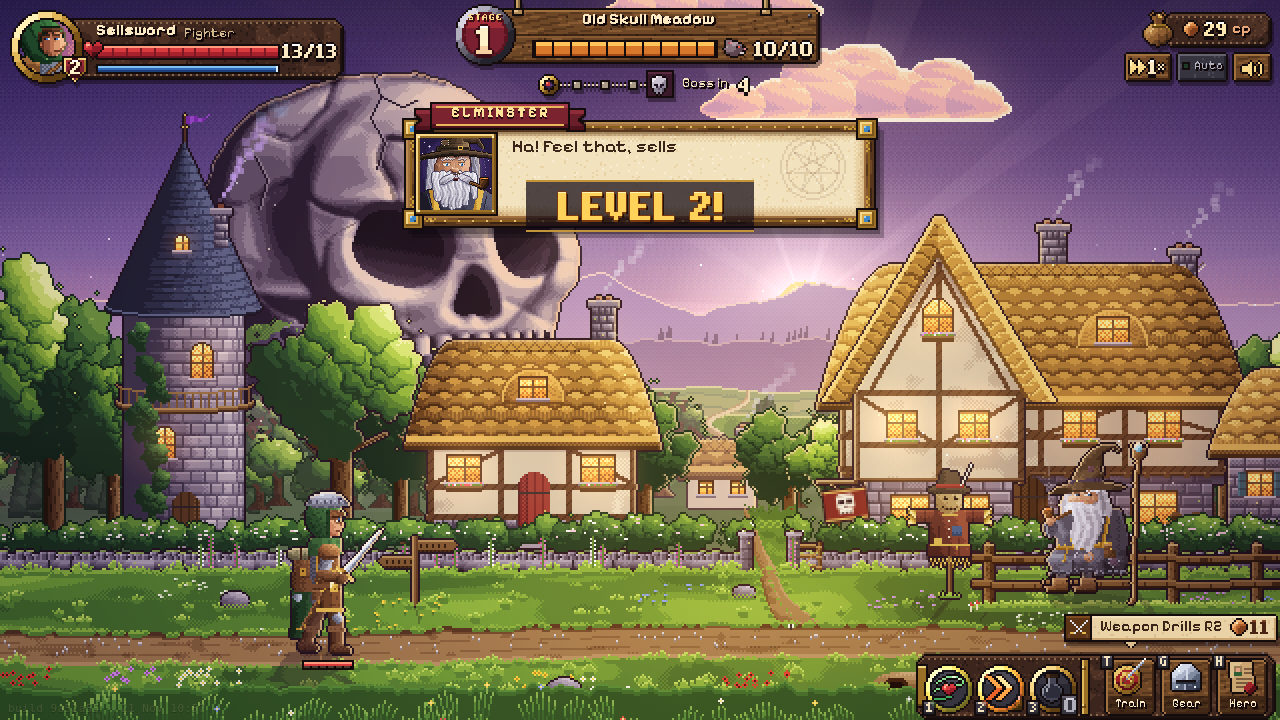 Sellsword Fighter
13/13
2
STAGE
1
Old Skull Meadow
10/10
Boss in 4
29 cp
1x
Auto
ELMINSTER
Ha! Feel that, sells
LEVEL 2!
Weapon Drills R2 11
1
2
3
0
T
G
H
Train
Gear
Hero